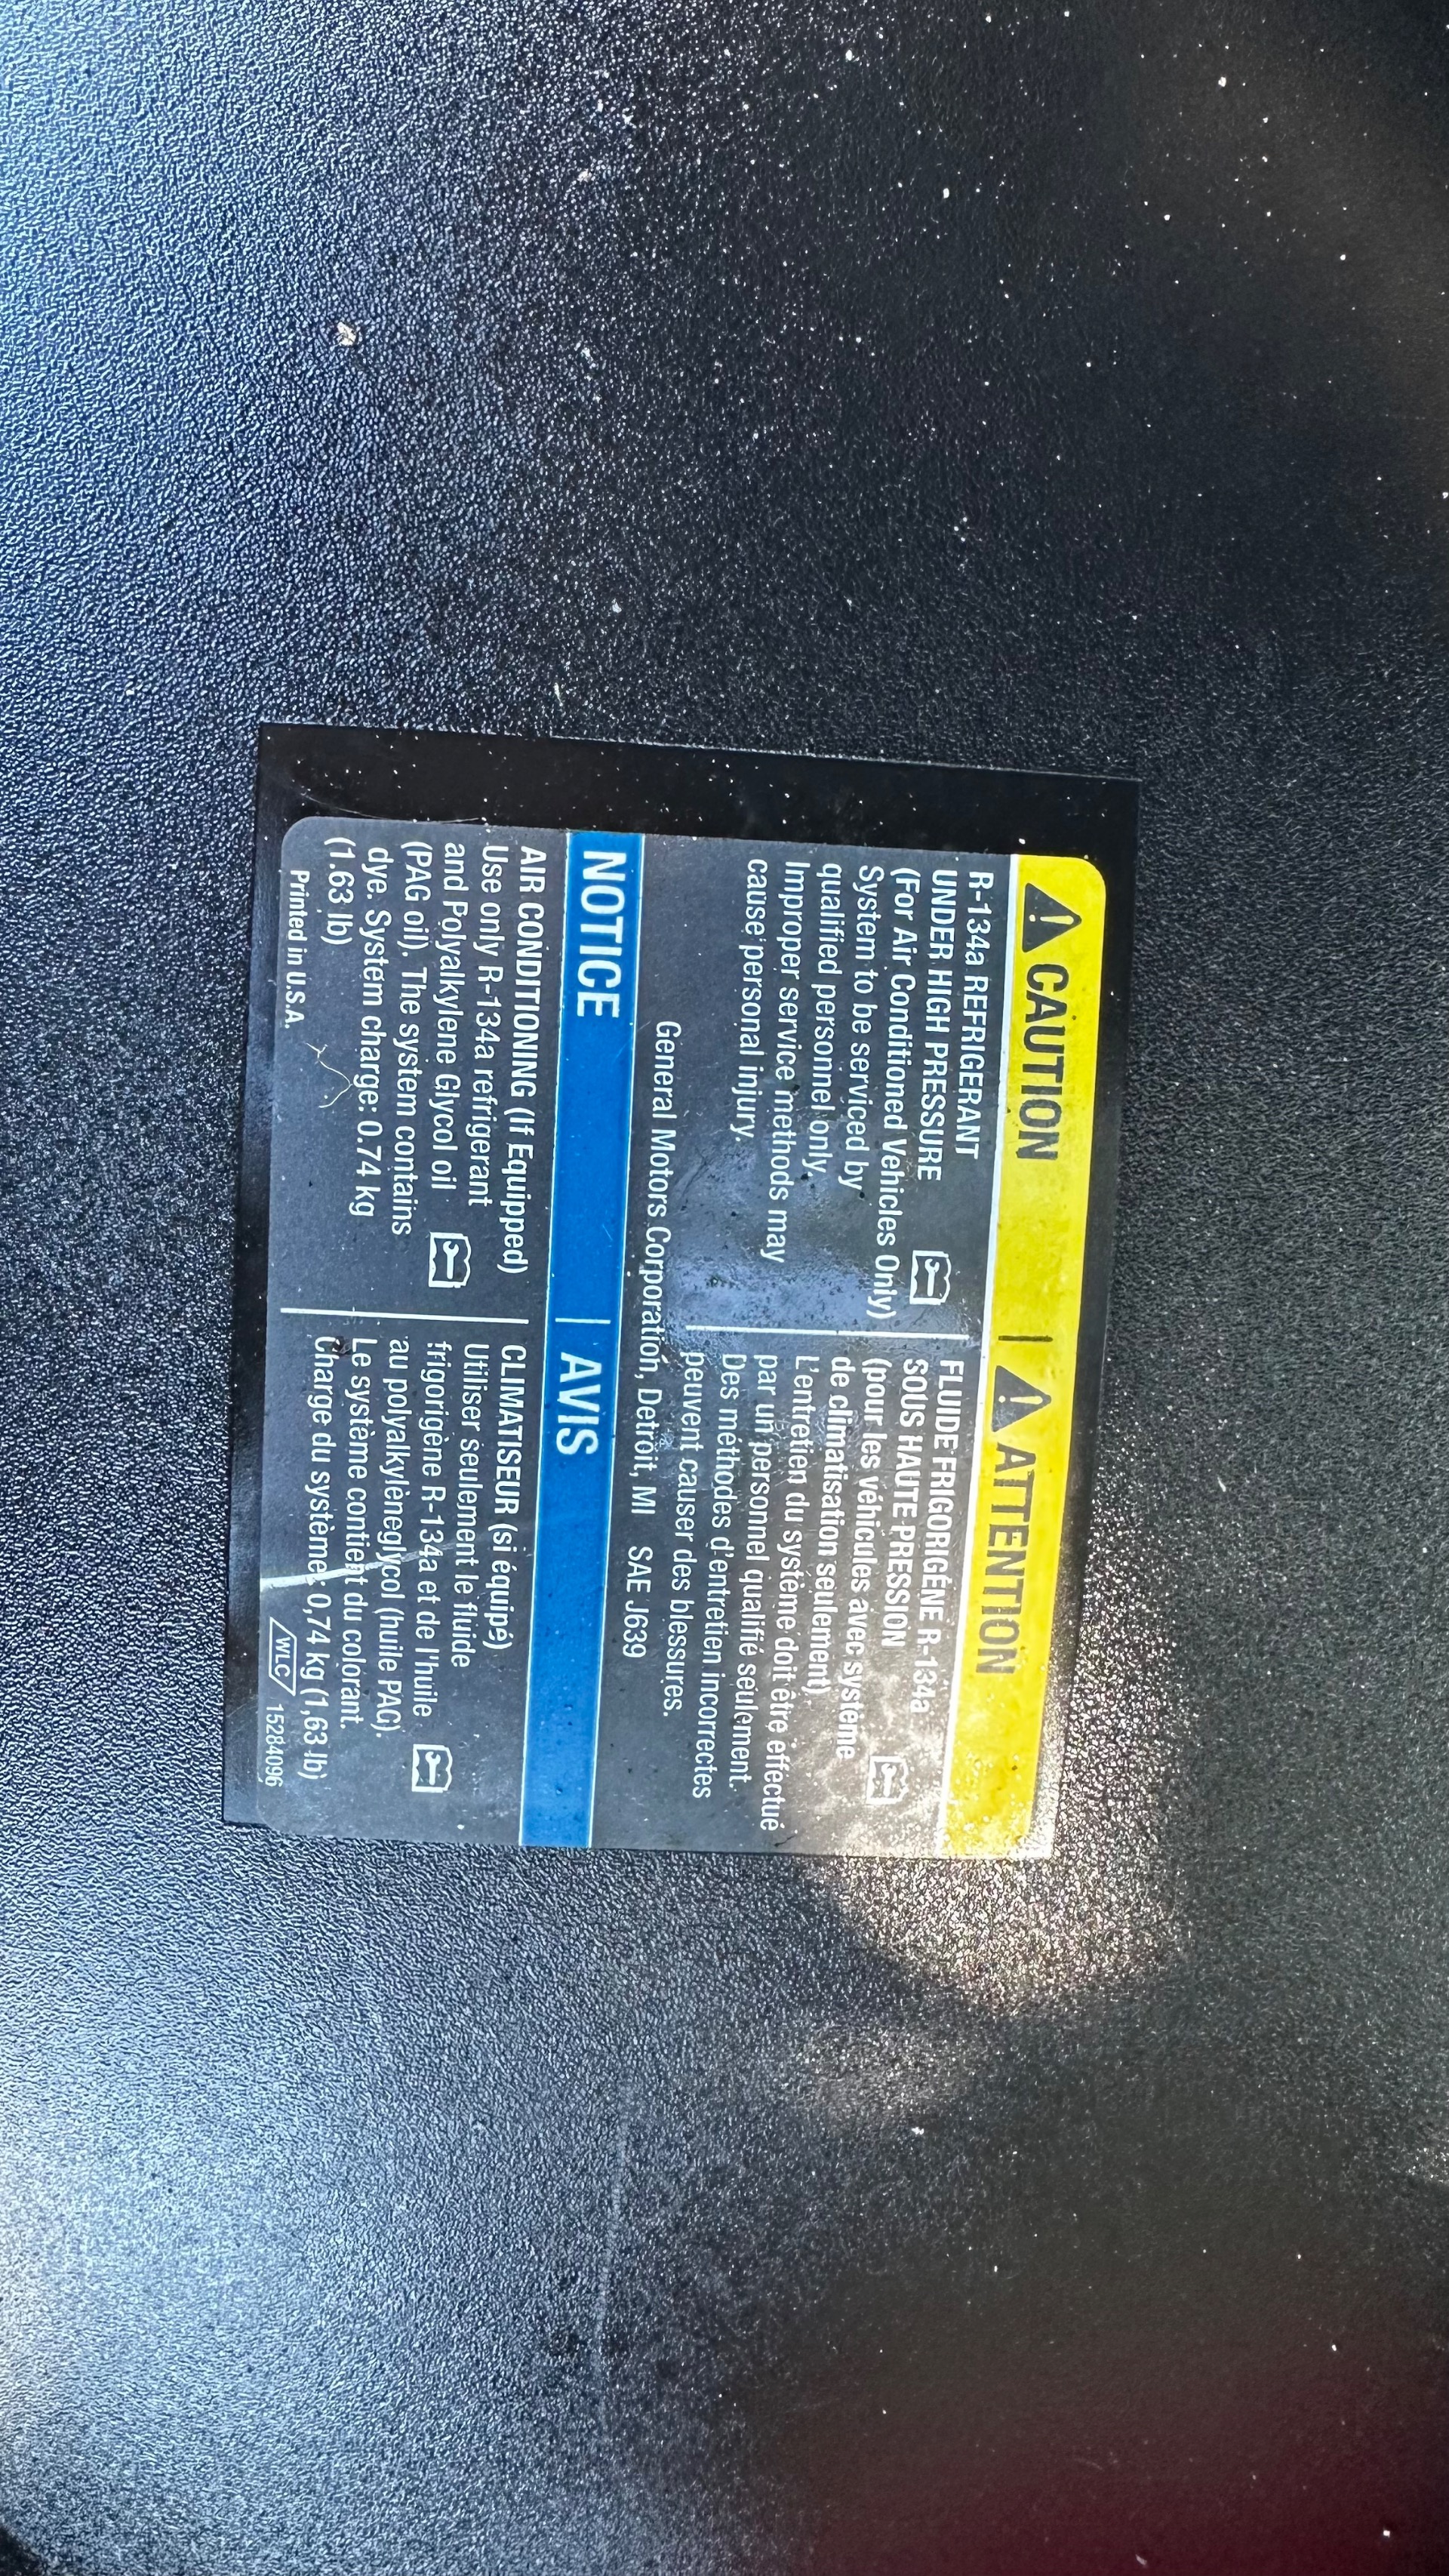 CAUTION | ATTENTION
R-134a REFRIGERANT
UNDER HIGH PRESSURE
(For Air Conditioned Vehicles Only)
System to be serviced by
qualified personnel only.
Improper service methods may
cause personal injury.
FLUIDE FRIGORIGÈNE R-134a
SOUS HAUTE PRESSION
(pour les véhicules avec système
de climatisation seulement)
L'entretien du système doit être effectué
par un personnel qualifié seulement.
Des méthodes d'entretien incorrectes
peuvent causer des blessures.
General Motors Corporation, Detroit, MI SAE J639
NOTICE | AVIS
AIR CONDITIONING (If Equipped)
Use only R-134a refrigerant
and Polyalkylene Glycol oil
(PAG oil). The system contains
dye. System charge: 0.74 kg
(1.63 lb)
Printed in U.S.A.
CLIMATISEUR (si équipé)
Utiliser seulement le fluide
frigorigène R-134a et de l'huile
au polyalkylèneglycol (huile PAG).
Le système contient du colorant.
Charge du système: 0,74 kg (1,63 lb)
WLC 15284096